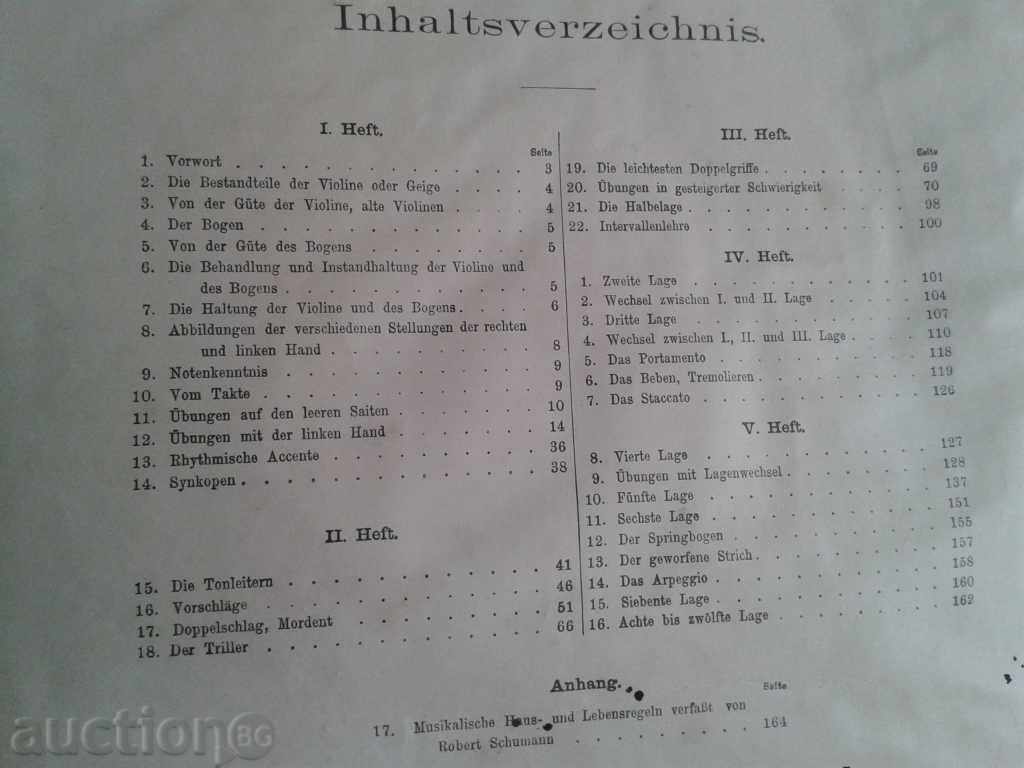 Inhaltsverzeichnis.
I. Heft.
Seite
1. Vorwort . . . . . . . . . . . . . 3
2. Die Bestandteile der Violine oder Geige . . . . 4
3. Von der Güte der Violine, alte Violinen . . . . 4
4. Der Bogen . . . . . . . . . . . . 5
5. Von der Güte des Bogens . . . . . . . . 5
6. Die Behandlung und Instandhaltung der Violine und
des Bogens . . . . . . . . . . . . 5
7. Die Haltung der Violine und des Bogens . . . . 6
8. Abbildungen der verschiedenen Stellungen der rechten
und linken Hand . . . . . . . . . . 8
9. Notenkenntnis . . . . . . . . . . . 9
10. Vom Takte . . . . . . . . . . . . 9
11. Übungen auf den leeren Saiten . . . . . . . 10
12. Übungen mit der linken Hand . . . . . . . 14
13. Rhythmische Accente . . . . . . . . . 36
14. Synkopen . . . . . . . . . . . . . 38
II. Heft.
15. Die Tonleitern . . . . . . . . . . . 41
16. Vorschläge . . . . . . . . . . . . 46
17. Doppelschlag, Mordent . . . . . . . . . 51
18. Der Triller . . . . . . . . . . . . 66
III. Heft.
Seite
19. Die leichtesten Doppelgriffe . . . . . . . . 69
20. Übungen in gesteigerter Schwierigkeit . . . . 70
21. Die Halbelage . . . . . . . . . . . 98
22. Intervallenlehre . . . . . . . . . . 100
IV. Heft.
1. Zweite Lage . . . . . . . . . . . 101
2. Wechsel zwischen I. und II. Lage . . . . . 104
3. Dritte Lage . . . . . . . . . . . 107
4. Wechsel zwischen I., II. und III. Lage . . . . 110
5. Das Portamento . . . . . . . . . . 118
6. Das Beben, Tremolieren . . . . . . . . 119
7. Das Staccato . . . . . . . . . . . 126
V. Heft.
8. Vierte Lage . . . . . . . . . . . 127
9. Übungen mit Lagenwechsel . . . . . . . 128
10. Fünfte Lage . . . . . . . . . . . 137
11. Sechste Lage . . . . . . . . . . . 151
12. Der Springbogen . . . . . . . . . . 155
13. Der geworfene Strich . . . . . . . . . 157
14. Das Arpeggio . . . . . . . . . . . 158
15. Siebente Lage . . . . . . . . . . . 160
16. Achte bis zwölfte Lage . . . . . . . . 162
Anhang.
Seite
17. Musikalische Haus- und Lebensregeln verfaßt von
Robert Schumann . . . . . . . . . 164
auction BG